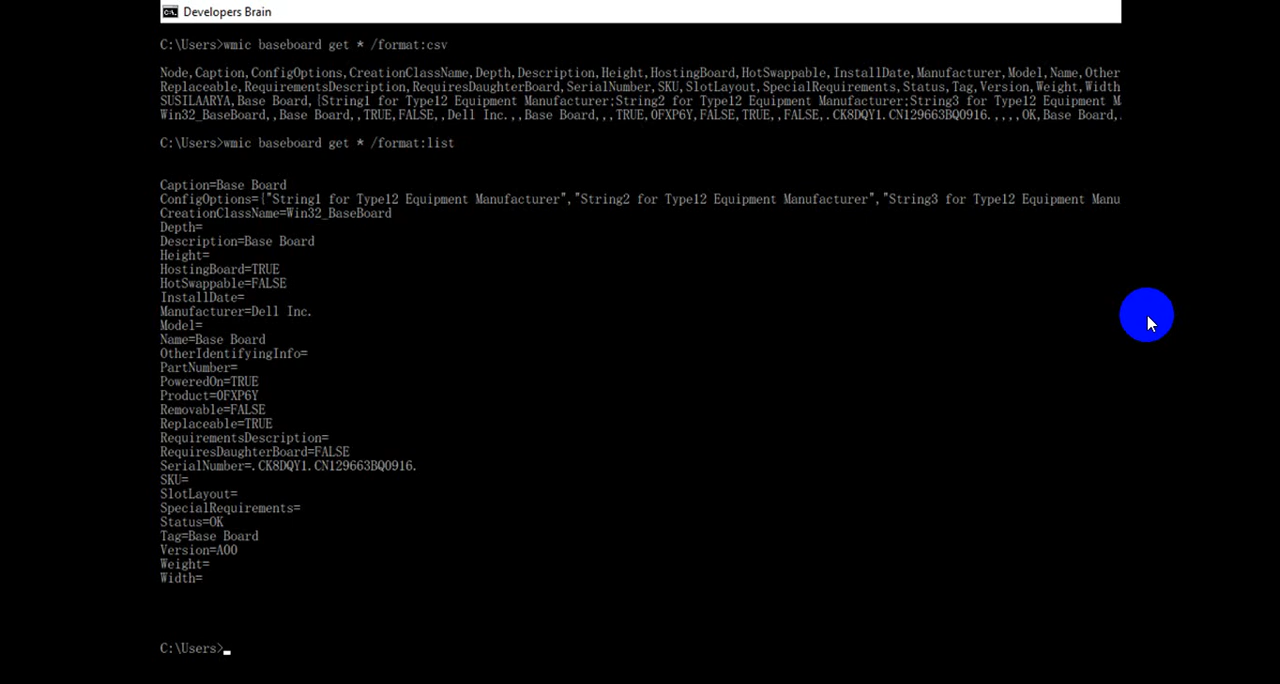 Developers Brain
C:\Users>wmic baseboard get * /format:csv
Node,Caption,ConfigOptions,CreationClassName,Depth,Description,Height,HostingBoard,HotSwappable,InstallDate,Manufacturer,Model,Name,Other
Replaceable,RequirementsDescription,RequiresDaughterBoard,SerialNumber,SKU,SlotLayout,SpecialRequirements,Status,Tag,Version,Weight,Width
SUSILAARYA,Base Board,{String1 for Type12 Equipment Manufacturer;String2 for Type12 Equipment Manufacturer;String3 for Type12 Equipment M
Win32_BaseBoard,,Base Board,,TRUE,FALSE,,Dell Inc.,,Base Board,,,TRUE,0FXP6Y,FALSE,TRUE,,FALSE,.CK8DQY1.CN129663BQ0916.,,,,OK,Base Board,.
C:\Users>wmic baseboard get * /format:list
Caption=Base Board
ConfigOptions={"String1 for Type12 Equipment Manufacturer","String2 for Type12 Equipment Manufacturer","String3 for Type12 Equipment Manu
CreationClassName=Win32_BaseBoard
Depth=
Description=Base Board
Height=
HostingBoard=TRUE
HotSwappable=FALSE
InstallDate=
Manufacturer=Dell Inc.
Model=
Name=Base Board
OtherIdentifyingInfo=
PartNumber=
PoweredOn=TRUE
Product=0FXP6Y
Removable=FALSE
Replaceable=TRUE
RequirementsDescription=
RequiresDaughterBoard=FALSE
SerialNumber=.CK8DQY1.CN129663BQ0916.
SKU=
SlotLayout=
SpecialRequirements=
Status=OK
Tag=Base Board
Version=A00
Weight=
Width=
C:\Users>